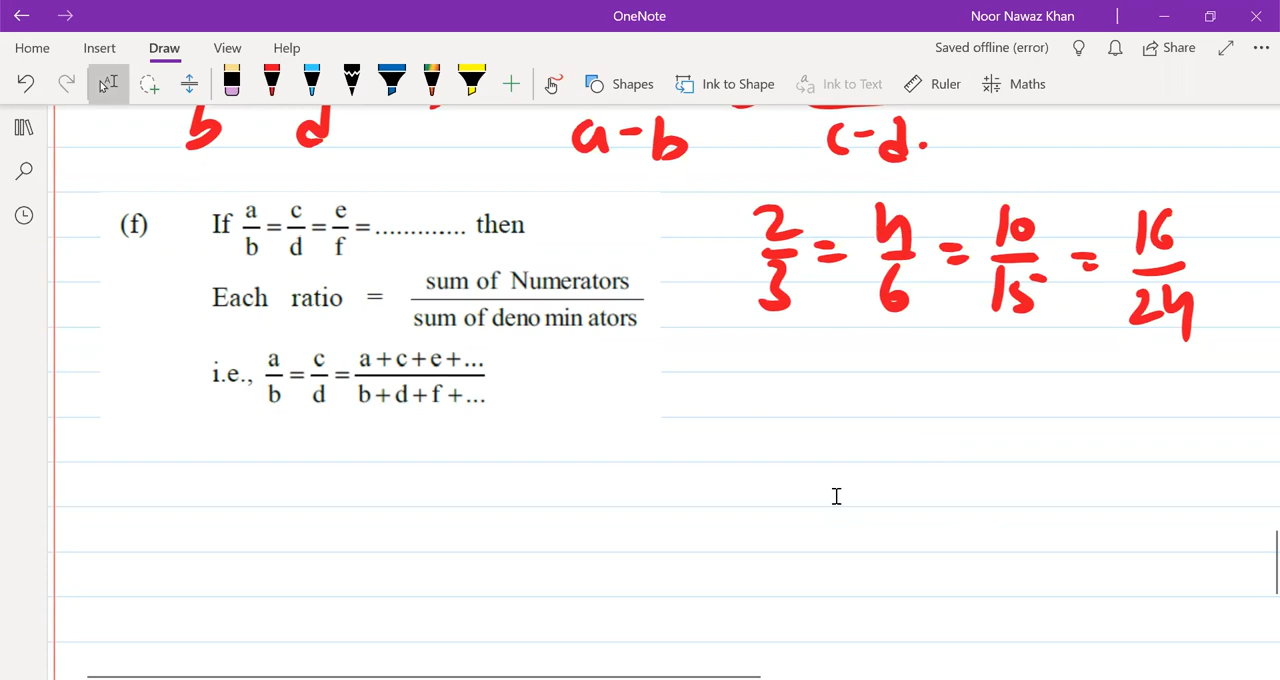 OneNote
Noor Nawaz Khan
Home Insert Draw View Help
Saved offline (error)
Share
Shapes Ink to Shape Ink to Text Ruler Maths
b d a-b c-d.
(f) If a/b = c/d = e/f = ............. then
Each ratio = sum of Numerators / sum of deno min ators
i.e., a/b = c/d = a+c+e+... / b+d+f+...
2/3 = 4/6 = 10/15 = 16/24